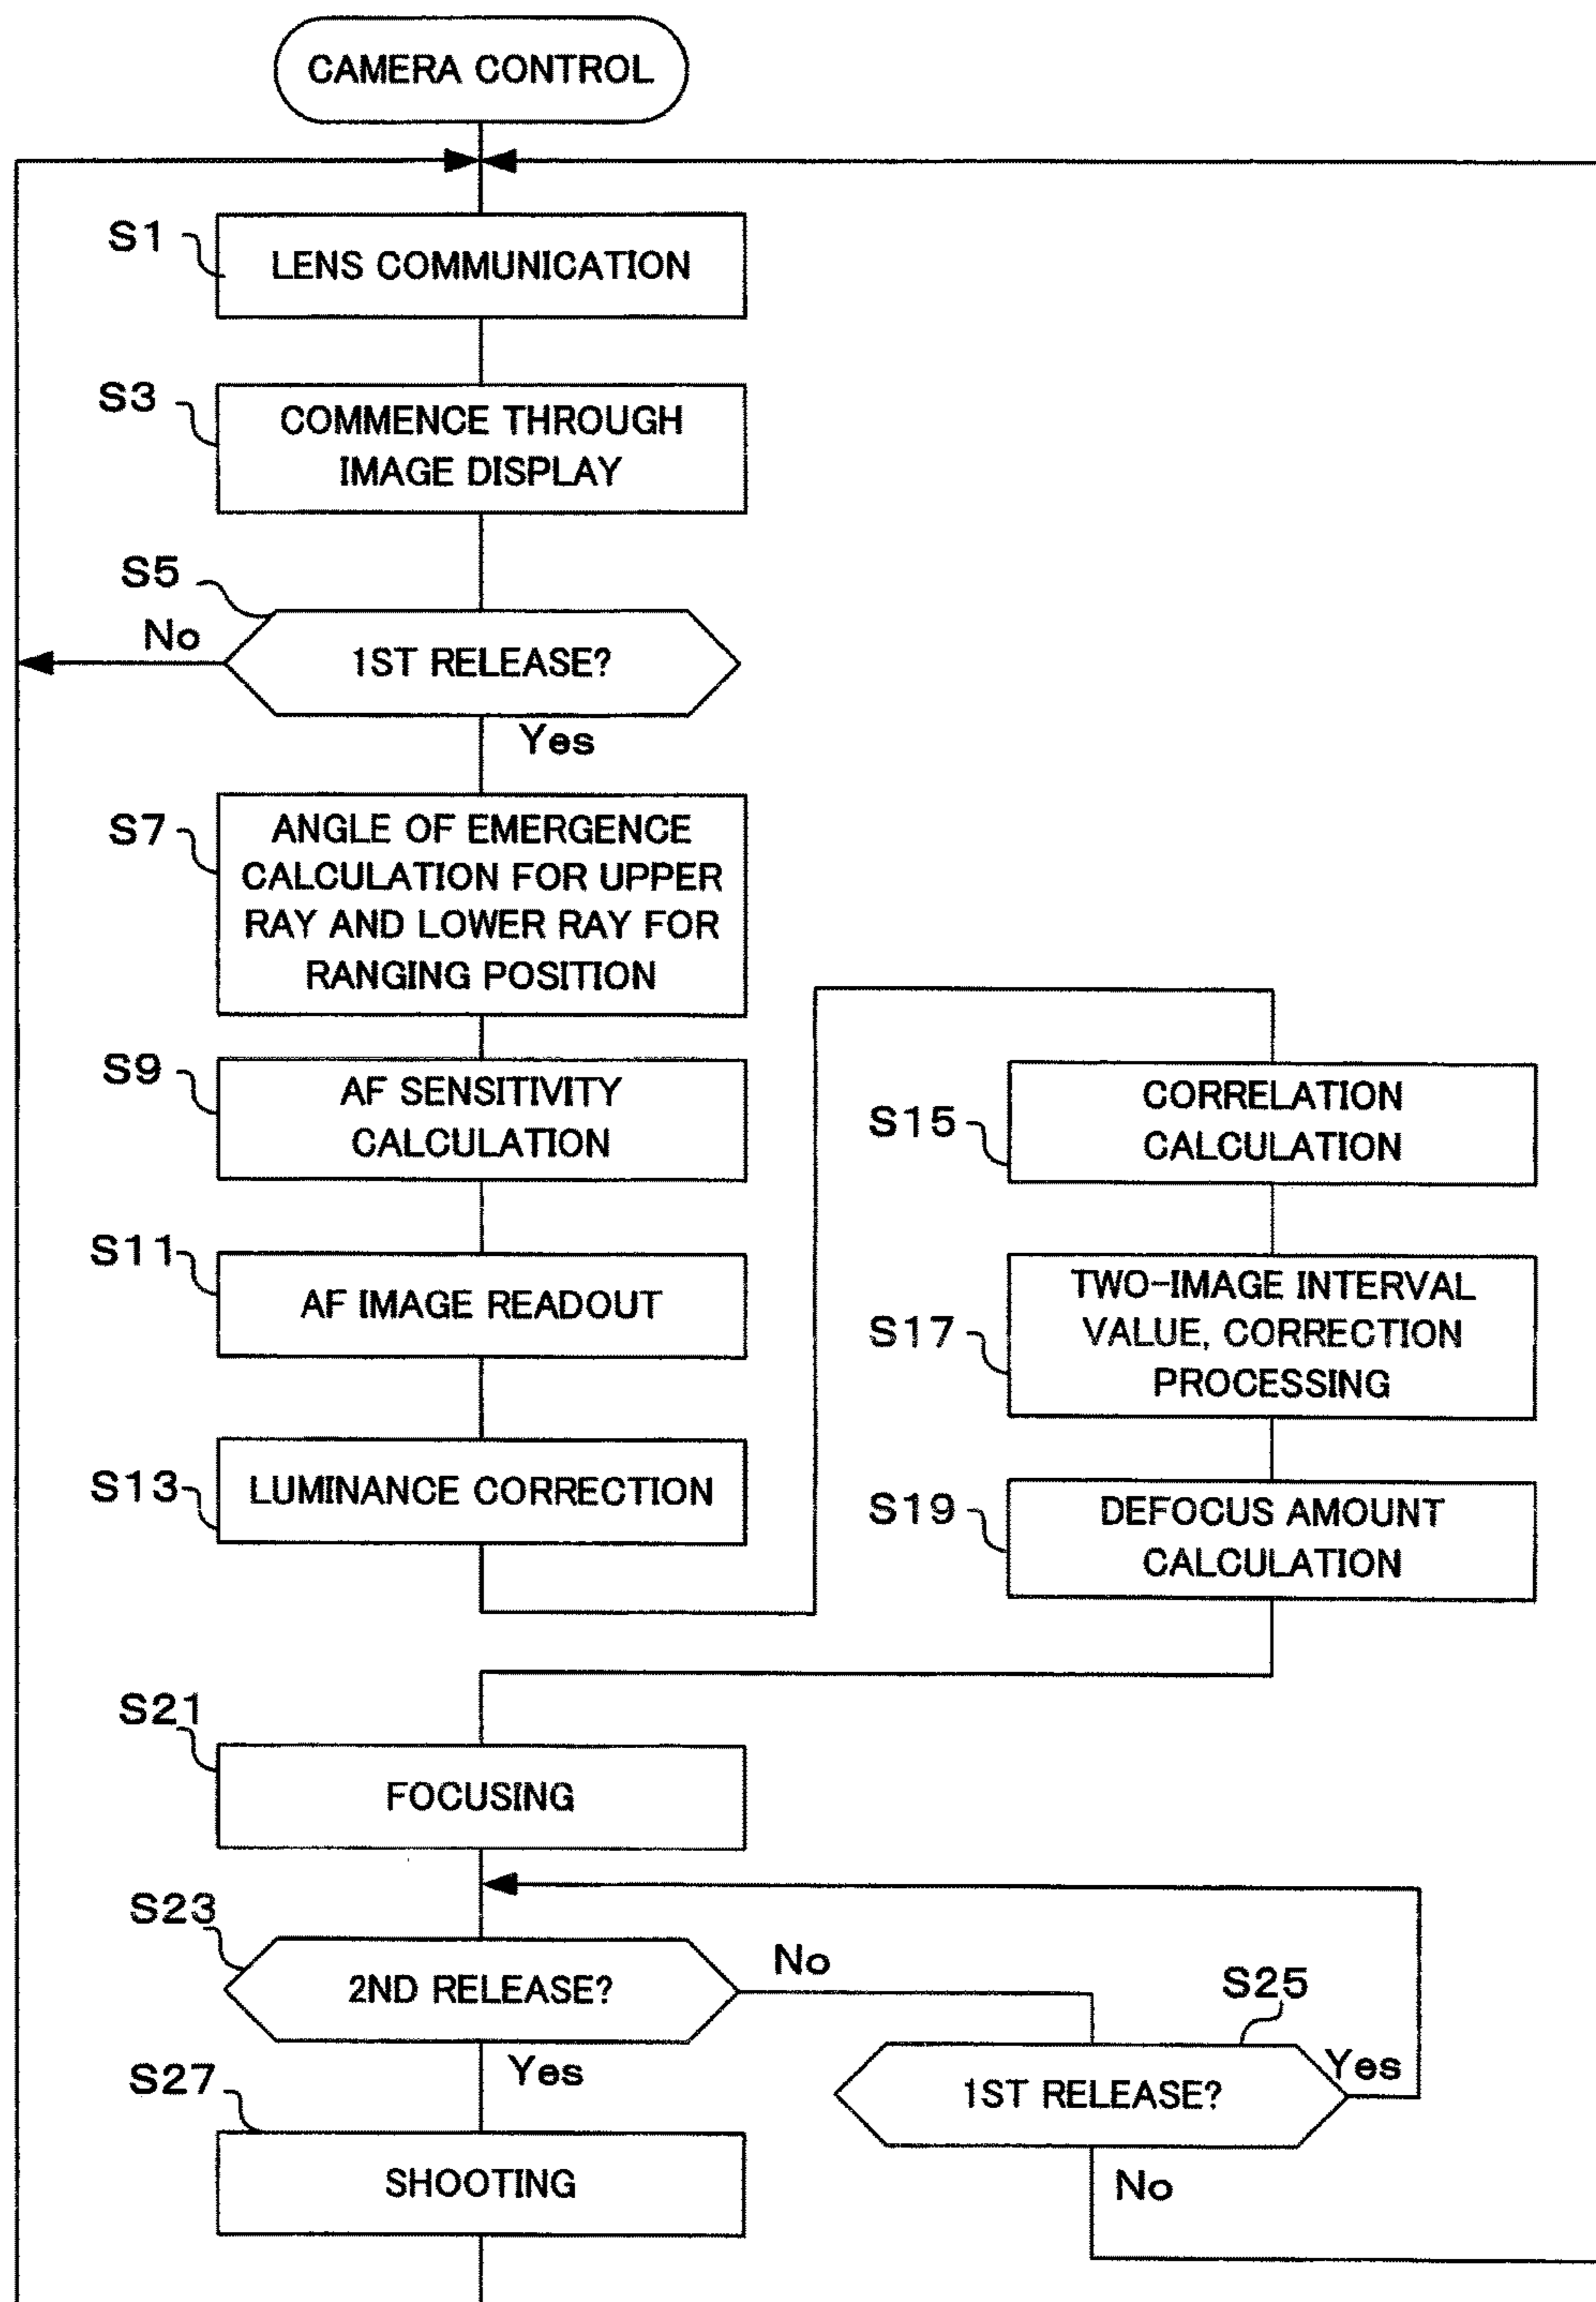 CAMERA CONTROL
S1
LENS COMMUNICATION
S3
COMMENCE THROUGH
IMAGE DISPLAY
S5
No
1ST RELEASE?
Yes
S7
ANGLE OF EMERGENCE
CALCULATION FOR UPPER
RAY AND LOWER RAY FOR
RANGING POSITION
S9
AF SENSITIVITY
CALCULATION
S11
AF IMAGE READOUT
S13
LUMINANCE CORRECTION
S15
CORRELATION
CALCULATION
S17
TWO-IMAGE INTERVAL
VALUE, CORRECTION
PROCESSING
S19
DEFOCUS AMOUNT
CALCULATION
S21
FOCUSING
S23
2ND RELEASE?
No
Yes
S25
1ST RELEASE?
Yes
No
S27
SHOOTING